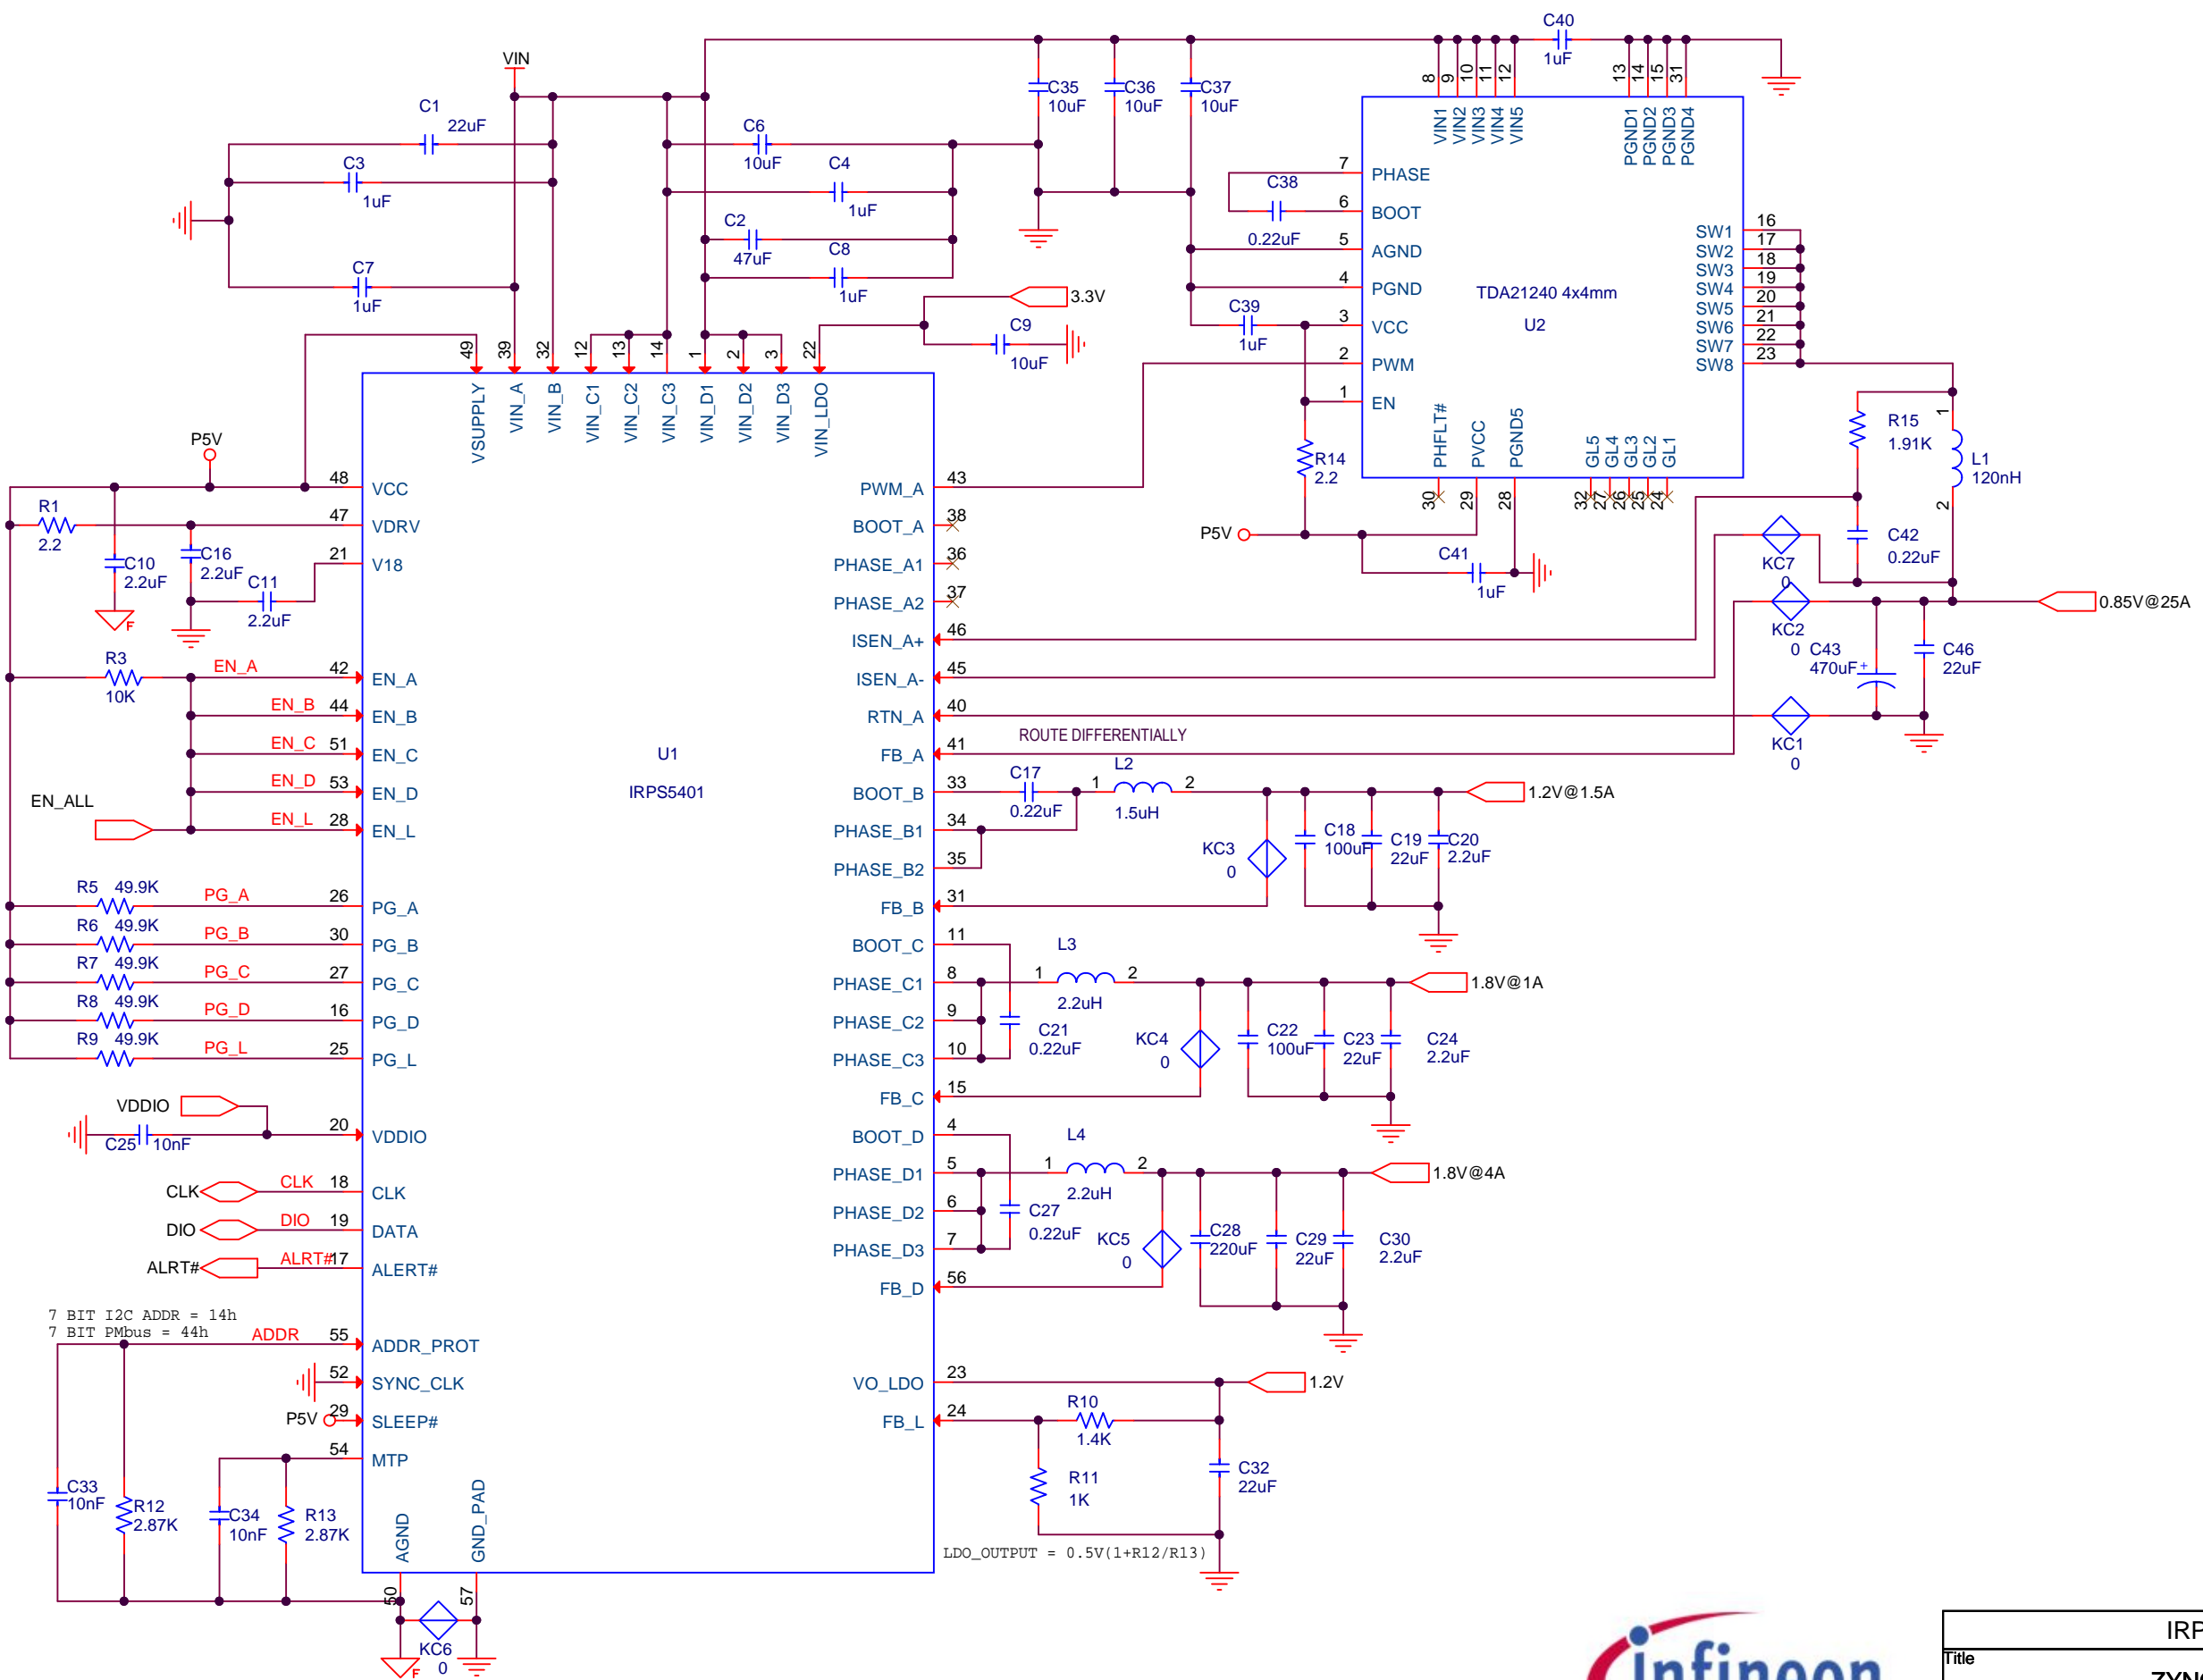 C40
1uF
VIN
8 9 10 11 12 13 14 15 31
C35
10uF
C36
10uF
C37
10uF
VIN1 VIN2 VIN3 VIN4 VIN5 PGND1 PGND2 PGND3 PGND4
C1
22uF
C3
1uF
C7
1uF
C6
10uF
C4
1uF
C2
47uF
C8
1uF
3.3V
C9
10uF
7 PHASE
C38
0.22uF
6 BOOT
5 AGND
4 PGND
C39
1uF
3 VCC
2 PWM
1 EN
TDA21240 4x4mm
U2
SW1 16
SW2 17
SW3 18
SW4 19
SW5 20
SW6 21
SW7 22
SW8 23
PHFLT# PVCC PGND5 GL5 GL4 GL3 GL2 GL1
30 29 28 32 27 26 25 24
R14
2.2
P5V
C41
1uF
R15
1.91K
1
L1
120nH
2
C42
0.22uF
KC7
0
KC2
0
0.85V@25A
C43
470uF
+
C46
22uF
KC1
0
49 39 32 12 13 14 1 2 3 22
VSUPPLY VIN_A VIN_B VIN_C1 VIN_C2 VIN_C3 VIN_D1 VIN_D2 VIN_D3 VIN_LDO
P5V
48 VCC
R1
2.2
47 VDRV
C10
2.2uF
C16
2.2uF
21 V18
C11
2.2uF
F
R3
10K
EN_A 42 EN_A
EN_B 44 EN_B
EN_C 51 EN_C
EN_D 53 EN_D
EN_ALL
EN_L 28 EN_L
R5 49.9K PG_A 26 PG_A
R6 49.9K PG_B 30 PG_B
R7 49.9K PG_C 27 PG_C
R8 49.9K PG_D 16 PG_D
R9 49.9K PG_L 25 PG_L
VDDIO
C25 10nF
20 VDDIO
CLK CLK 18 CLK
DIO DIO 19 DATA
ALRT# ALRT# 17 ALERT#
7 BIT I2C ADDR = 14h
7 BIT PMbus = 44h
ADDR 55 ADDR_PROT
52 SYNC_CLK
P5V 29 SLEEP#
54 MTP
C33
10nF
R12
2.87K
C34
10nF
R13
2.87K
AGND GND_PAD
50 57
KC6
0
F
U1
IRPS5401
PWM_A 43
BOOT_A 38
PHASE_A1 36
PHASE_A2 37
ISEN_A+ 46
ISEN_A- 45
RTN_A 40
ROUTE DIFFERENTIALLY
FB_A 41
BOOT_B 33
C17
0.22uF
1 L2 2
1.5uH
1.2V@1.5A
PHASE_B1 34
PHASE_B2 35
KC3
0
C18
100uF
C19
22uF
C20
2.2uF
FB_B 31
BOOT_C 11
PHASE_C1 8
1 L3 2
2.2uH
1.8V@1A
PHASE_C2 9
C21
0.22uF
PHASE_C3 10
KC4
0
C22
100uF
C23
22uF
C24
2.2uF
FB_C 15
BOOT_D 4
PHASE_D1 5
1 L4 2
2.2uH
1.8V@4A
PHASE_D2 6
C27
0.22uF
PHASE_D3 7
KC5
0
C28
220uF
C29
22uF
C30
2.2uF
FB_D 56
VO_LDO 23
1.2V
FB_L 24
R10
1.4K
R11
1K
C32
22uF
LDO_OUTPUT = 0.5V(1+R12/R13)
infineon
IRP
Title